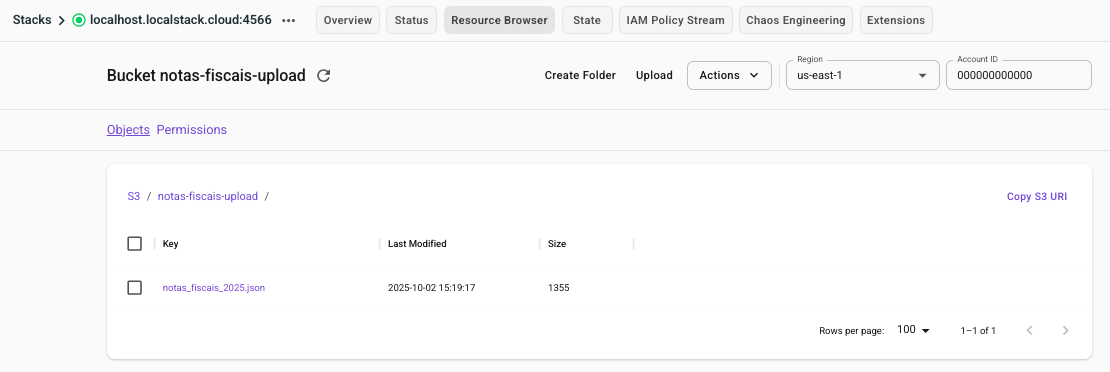 Stacks > localhost.localstack.cloud:4566 ••• Overview Status Resource Browser State IAM Policy Stream Chaos Engineering Extensions
Bucket notas-fiscais-upload Create Folder Upload Actions Region us-east-1 Account ID 000000000000
Objects Permissions
S3 / notas-fiscais-upload / Copy S3 URI
Key Last Modified Size
notas_fiscais_2025.json 2025-10-02 15:19:17 1355
Rows per page: 100 1–1 of 1